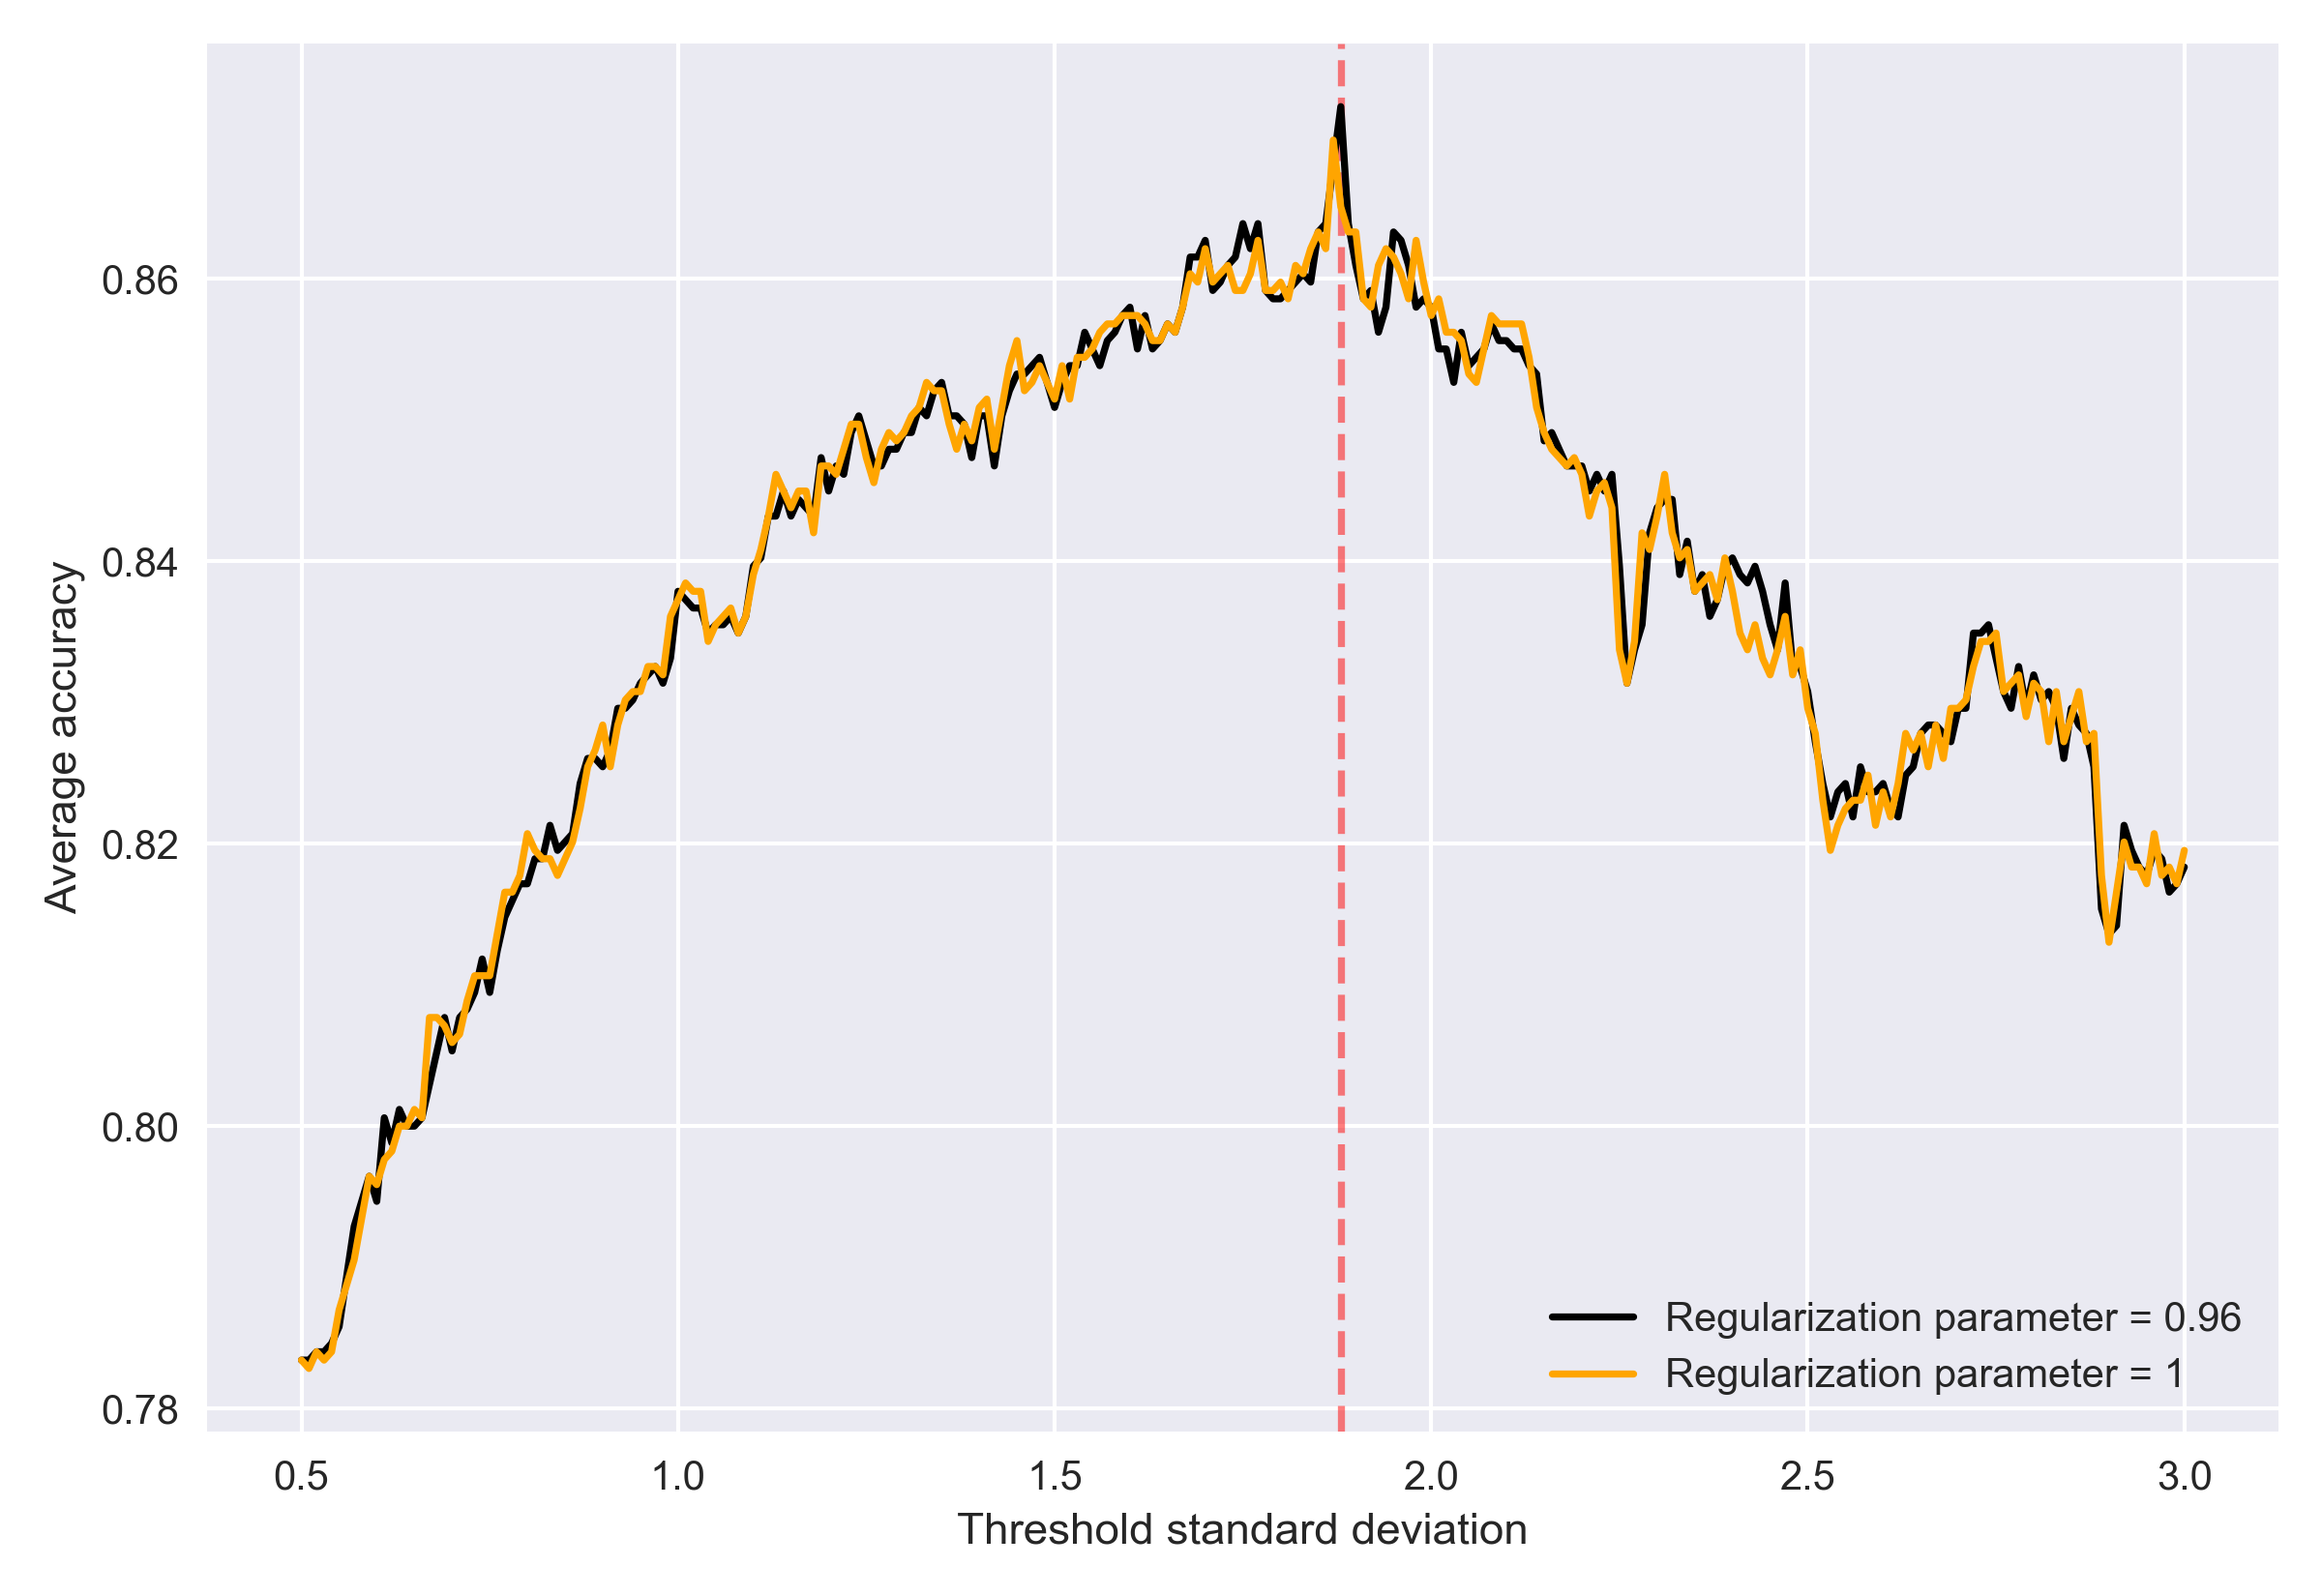 0.86
0.84
0.82
0.80
0.78
Average accuracy
Regularization parameter = 0.96
Regularization parameter = 1
0.5 1.0 1.5 2.0 2.5 3.0
Threshold standard deviation